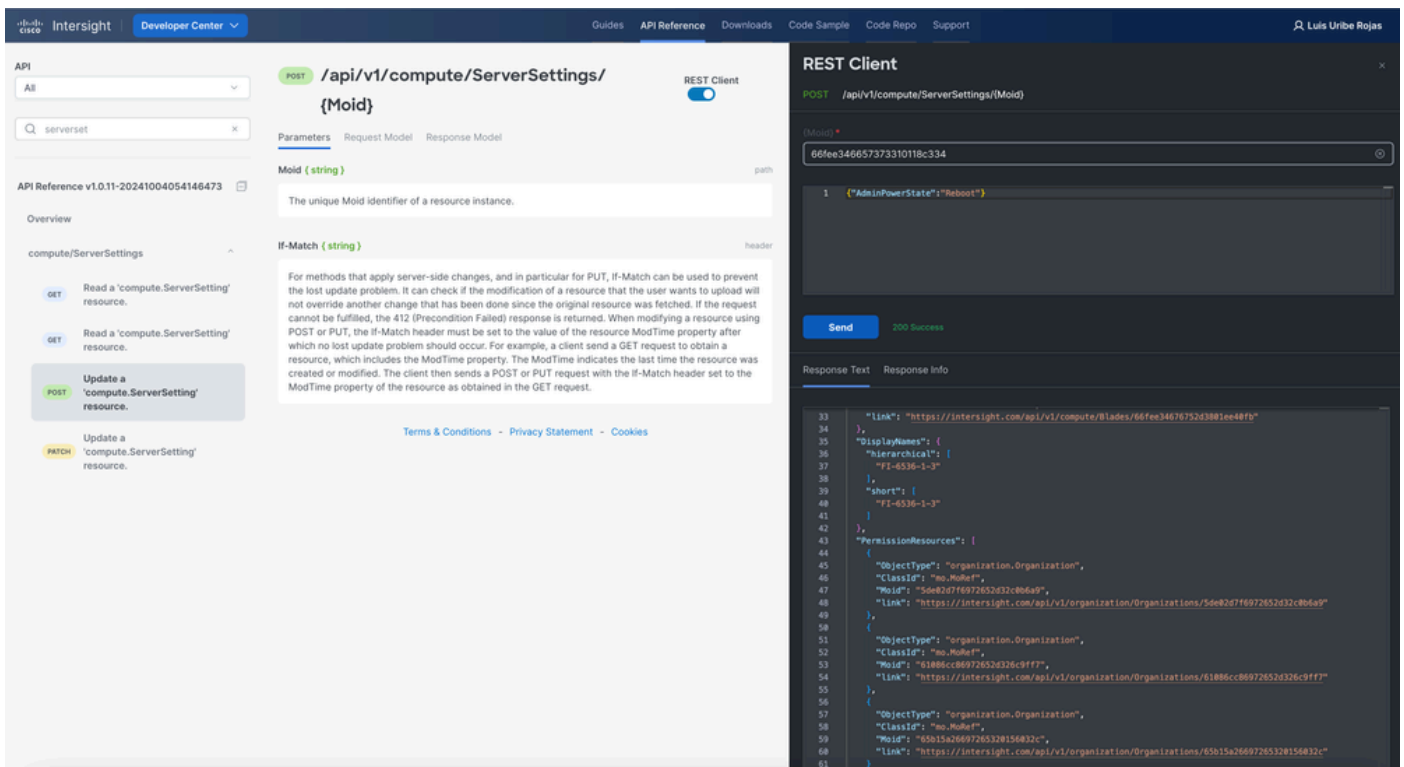 cisco Intersight Developer Center
Guides API Reference Downloads Code Sample Code Repo Support
Luis Uribe Rojas
API
All
serverset
API Reference v1.0.11-20241004054146473
Overview
compute/ServerSettings
GET Read a 'compute.ServerSetting'
resource.
GET Read a 'compute.ServerSetting'
resource.
POST Update a
'compute.ServerSetting'
resource.
PATCH Update a
'compute.ServerSetting'
resource.
POST /api/v1/compute/ServerSettings/
{Moid}
REST Client
Parameters Request Model Response Model
Moid { string } path
The unique Moid identifier of a resource instance.
If-Match { string } header
For methods that apply server-side changes, and in particular for PUT, If-Match can be used to prevent
the lost update problem. It can check if the modification of a resource that the user wants to upload will
not override another change that has been done since the original resource was fetched. If the request
cannot be fulfilled, the 412 (Precondition Failed) response is returned. When modifying a resource using
POST or PUT, the If-Match header must be set to the value of the resource ModTime property after
which no lost update problem should occur. For example, a client send a GET request to obtain a
resource, which includes the ModTime property. The ModTime indicates the last time the resource was
created or modified. The client then sends a POST or PUT request with the If-Match header set to the
ModTime property of the resource as obtained in the GET request.
Terms & Conditions - Privacy Statement - Cookies
REST Client
POST /api/v1/compute/ServerSettings/{Moid}
{Moid} *
66fee346657373310118c334
1 {"AdminPowerState":"Reboot"}
Send 200 Success
Response Text Response Info
33 "link": "https://intersight.com/api/v1/compute/Blades/66fee34676752d3801ee40fb"
34 },
35 "DisplayNames": {
36 "hierarchical": [
37 "FI-6536-1-3"
38 ],
39 "short": [
40 "FI-6536-1-3"
41 ]
42 },
43 "PermissionResources": [
44 {
45 "ObjectType": "organization.Organization",
46 "ClassId": "mo.MoRef",
47 "Moid": "5de02d7f6972652d32c0b6a9",
48 "link": "https://intersight.com/api/v1/organization/Organizations/5de02d7f6972652d32c0b6a9"
49 },
50 {
51 "ObjectType": "organization.Organization",
52 "ClassId": "mo.MoRef",
53 "Moid": "61086cc86972652d326c9ff7",
54 "link": "https://intersight.com/api/v1/organization/Organizations/61086cc86972652d326c9ff7"
55 },
56 {
57 "ObjectType": "organization.Organization",
58 "ClassId": "mo.MoRef",
59 "Moid": "65b15a26697265320156032c",
60 "link": "https://intersight.com/api/v1/organization/Organizations/65b15a26697265320156032c"
61 }